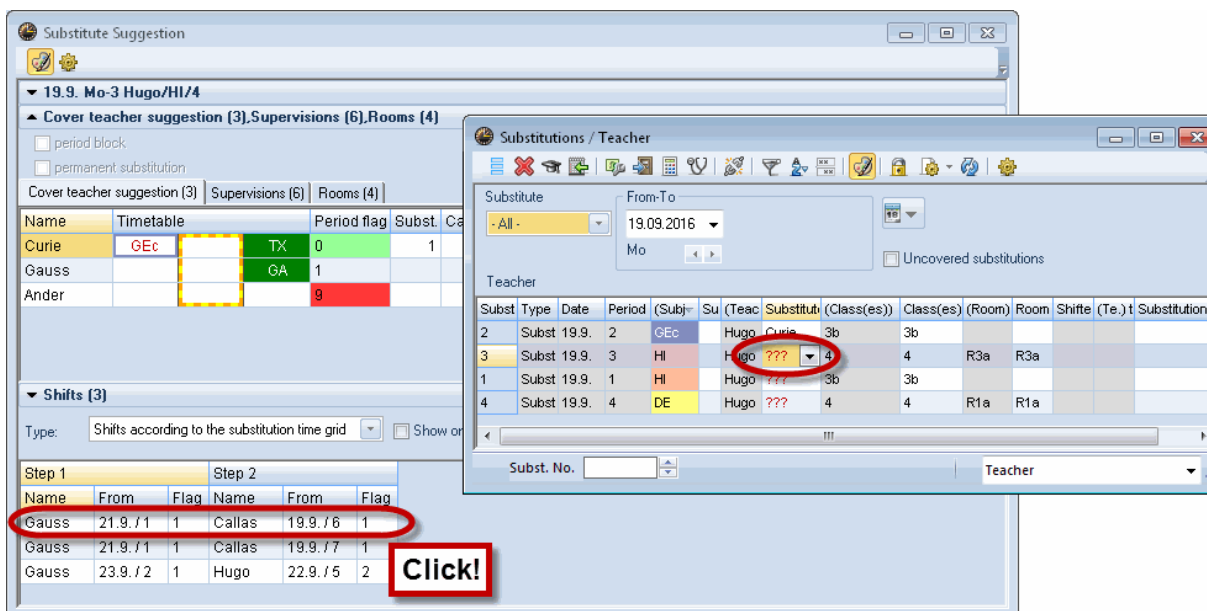 Substitute Suggestion
19.9. Mo-3 Hugo/HI/4
Cover teacher suggestion (3),Supervisions (6),Rooms (4)
period block
permanent substitution
Cover teacher suggestion (3) Supervisions (6) Rooms (4)
Name Timetable Period flag Subst. Ca
Curie GEc TX 0 1
Gauss GA 1
Ander 9
Shifts (3)
Type: Shifts according to the substitution time grid Show or
Step 1 Step 2
Name From Flag Name From Flag
Gauss 21.9. / 1 1 Callas 19.9. / 6 1
Gauss 21.9. / 1 1 Callas 19.9. / 7 1
Gauss 23.9. / 2 1 Hugo 22.9. / 5 2
Click!
Substitutions / Teacher
Substitute From-To
- All - 19.09.2016
Mo
Uncovered substitutions
Teacher
Subst Type Date Period (Subj Su (Teac Substitut (Class(es)) Class(es) (Room) Room Shifte (Te.) t Substitution
2 Subst 19.9. 2 GEc Hugo Curie 3b 3b
3 Subst 19.9. 3 HI Hugo ??? 4 4 R3a R3a
1 Subst 19.9. 1 HI Hugo ??? 3b 3b
4 Subst 19.9. 4 DE Hugo ??? 4 4 R1a R1a
Subst. No. Teacher